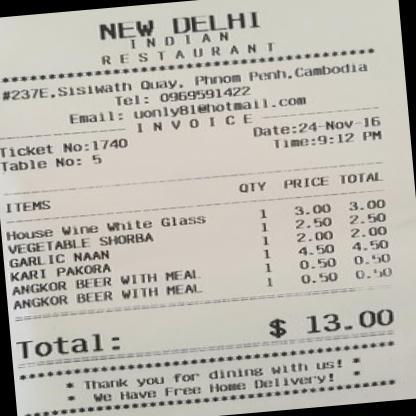 NEW DELHI
INDIAN
RESTAURANT
#237E,Sisiwath Quay, Phnom Penh,Cambodia
Tel: 0969591422
Email: uonly81@hotmail.com
INVOICE
Ticket No:1740 Date:24-Nov-16
Table No: 5 Time:9:12 PM
ITEMS QTY PRICE TOTAL
House Wine White Glass 1 3.00 3.00
VEGETABLE SHORBA 1 2.50 2.50
GARLIC NAAN 1 2.00 2.00
KARI PAKORA 1 4.50 4.50
ANGKOR BEER WITH MEAL 1 0.50 0.50
ANGKOR BEER WITH MEAL 1 0.50 0.50
Total: $ 13.00
* Thank you for dining with us! *
* We Have Free Home Delivery! *